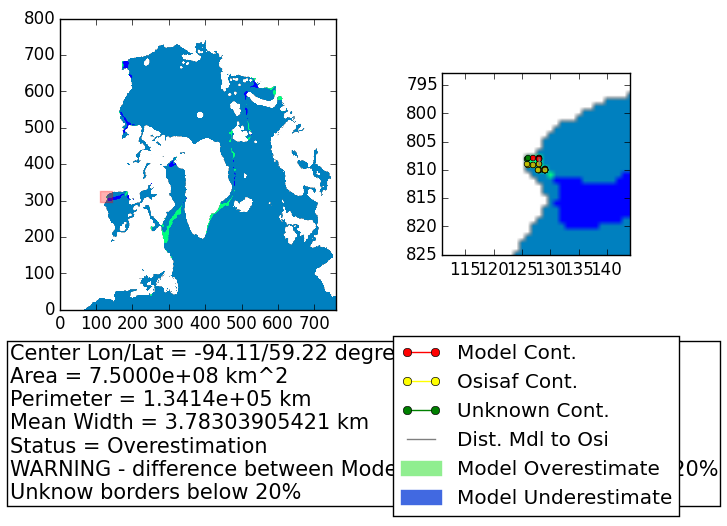 800
700
600
500
400
300
200
100
0
0 100 200 300 400 500 600 700
795
800
805
810
815
820
825
115 120 125 130 135 140
Center Lon/Lat = -94.11/59.22 degre
Area = 7.5000e+08 km^2
Perimeter = 1.3414e+05 km
Mean Width = 3.78303905421 km
Status = Overestimation
WARNING - difference between Mode 20%
Unknow borders below 20%
Model Cont.
Osisaf Cont.
Unknown Cont.
Dist. Mdl to Osi
Model Overestimate
Model Underestimate